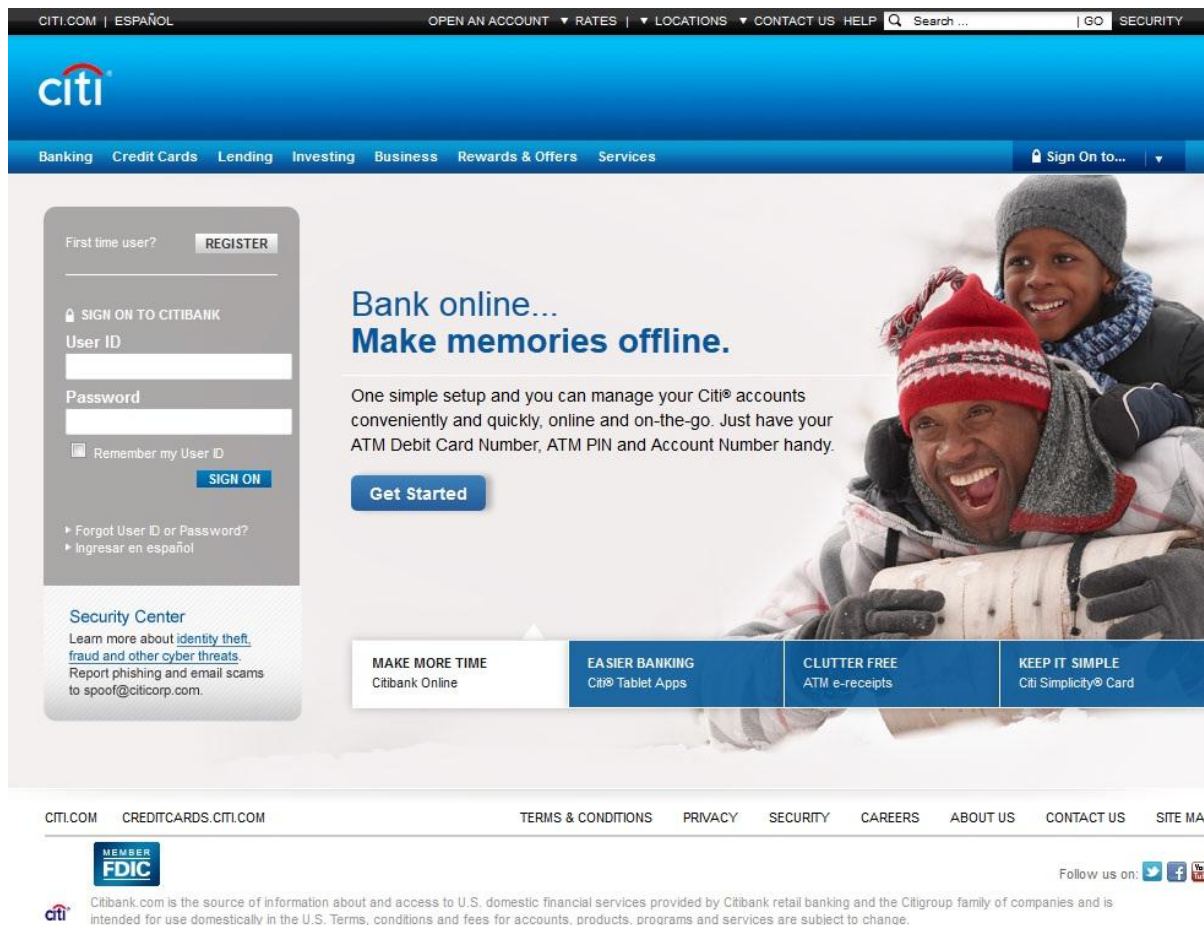 CITI.COM | ESPAÑOL
OPEN AN ACCOUNT ▼ RATES | ▼ LOCATIONS ▼ CONTACT US HELP Search ... | GO SECURITY
citi®
Banking Credit Cards Lending Investing Business Rewards & Offers Services
Sign On to... | ▼
First time user? REGISTER
SIGN ON TO CITIBANK
User ID
Password
Remember my User ID
SIGN ON
Forgot User ID or Password?
Ingresar en español
Security Center
Learn more about identity theft,
fraud and other cyber threats.
Report phishing and email scams
to spoof@citicorp.com.
Bank online...
Make memories offline.
One simple setup and you can manage your Citi® accounts
conveniently and quickly, online and on-the-go. Just have your
ATM Debit Card Number, ATM PIN and Account Number handy.
Get Started
MAKE MORE TIME
Citibank Online
EASIER BANKING
Citi® Tablet Apps
CLUTTER FREE
ATM e-receipts
KEEP IT SIMPLE
Citi Simplicity® Card
CITI.COM CREDITCARDS.CITI.COM
TERMS & CONDITIONS PRIVACY SECURITY CAREERS ABOUT US CONTACT US SITE MA
MEMBER
FDIC
Follow us on:
citi®
Citibank.com is the source of information about and access to U.S. domestic financial services provided by Citibank retail banking and the Citigroup family of companies and is
intended for use domestically in the U.S. Terms, conditions and fees for accounts, products, programs and services are subject to change.